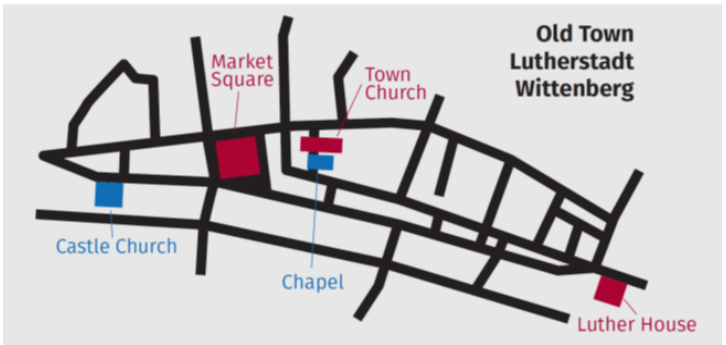 Old Town
Lutherstadt
Wittenberg
Market
Square
Town
Church
Castle Church
Chapel
Luther House